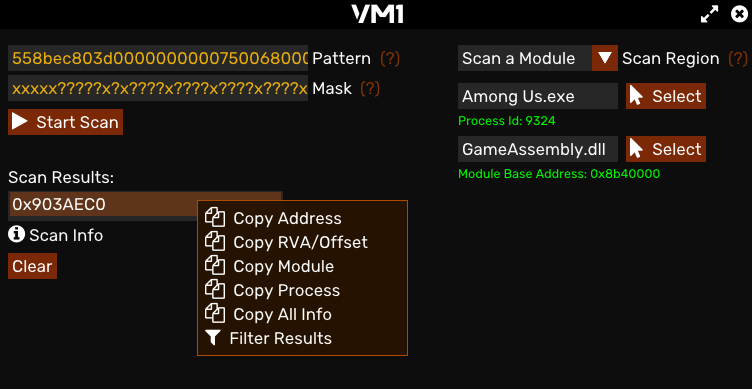 VM1
558bec803d0000000000750068000 Pattern (?)
xxxxx?????x?x????x????x????x????x Mask (?)
Start Scan
Scan a Module Scan Region (?)
Among Us.exe Select
Process Id: 9324
GameAssembly.dll Select
Module Base Address: 0x8b40000
Scan Results:
0x903AEC0
Scan Info
Clear
Copy Address
Copy RVA/Offset
Copy Module
Copy Process
Copy All Info
Filter Results